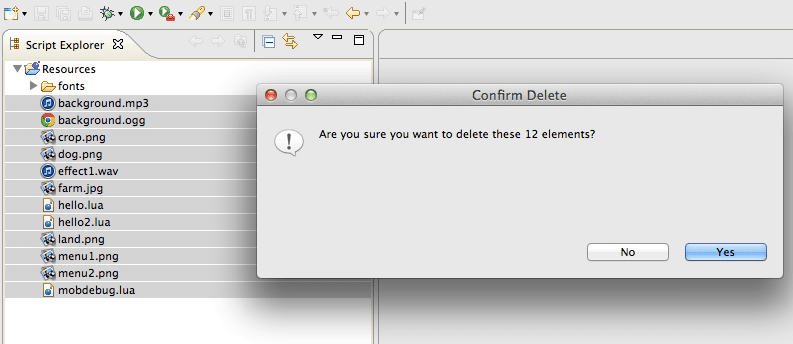 Script Explorer
Resources
fonts
background.mp3
background.ogg
crop.png
dog.png
effect1.wav
farm.jpg
hello.lua
hello2.lua
land.png
menu1.png
menu2.png
mobdebug.lua
Confirm Delete
Are you sure you want to delete these 12 elements?
No
Yes